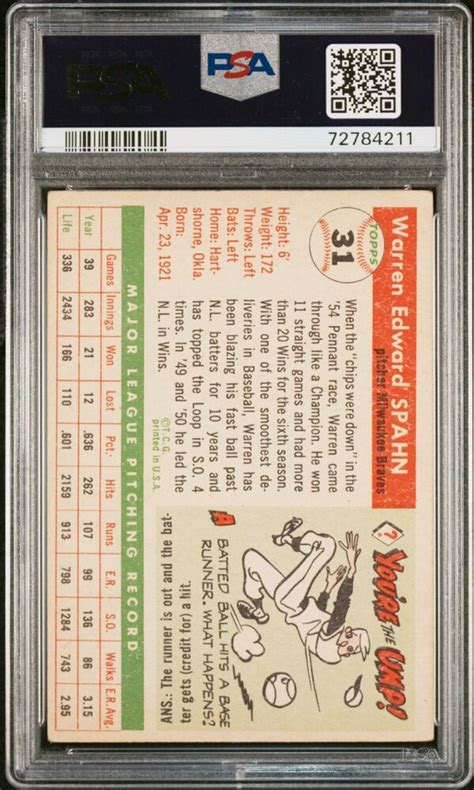 PSA
PSA
72784211
TOPPS
31
Warren Edward SPAHN
pitcher Milwaukee Braves
Height: 6'
Weight: 172
Throws: Left
Bats: Left
Home: Hart-
shorne, Okla.
Born:
Apr. 23, 1921
When the "chips were down" in the
'54 Pennant race, Warren came
through like a Champion. He won
11 straight games and had more
than 20 Wins for the sixth season.
With one of the smoothest de-
liveries in Baseball, Warren has
been blazing his fast ball past
N.L. batters for 10 years and
has topped the Loop in S.O. 4
times. In '49 and '50 he led the
N.L. in Wins.
©T.C.G.
printed in U.S.A.
?
YOU'RE THE UMP!
A
BATTED BALL HITS A BASE
RUNNER. WHAT HAPPENS?
ANS.: The runner is out and the bat-
ter gets (credit for) a hit.
MAJOR LEAGUE PITCHING RECORD
Games Innings Won Lost Pct. Hits Runs E.R. S.O. Walks E.R.Avg.
Year 39 283 21 12 .636 262 107 99 136 86 3.15
Life 336 2434 166 110 .601 2159 913 798 1284 743 2.95
PSA